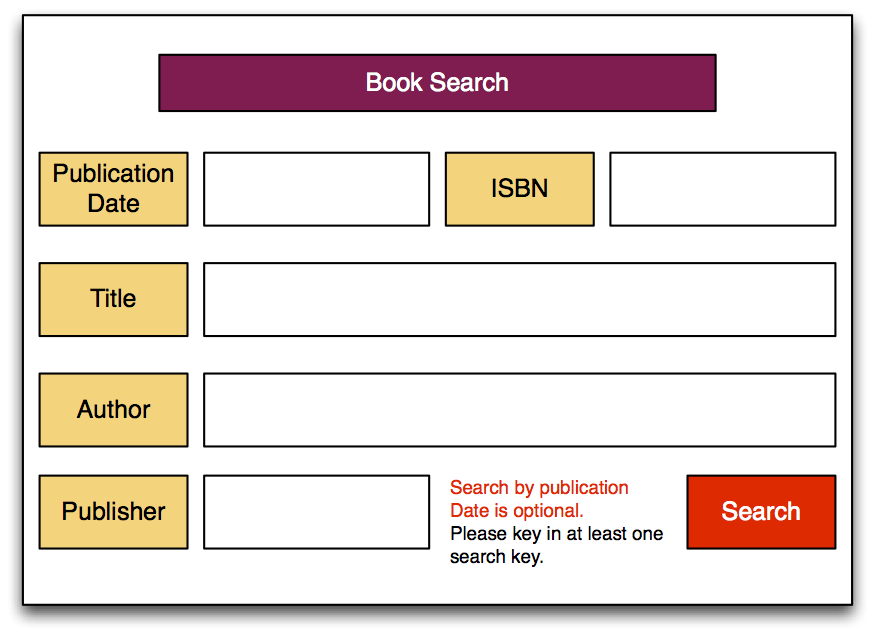 Book Search
Publication
Date
ISBN
Title
Author
Publisher
Search by publication
Date is optional.
Please key in at least one
search key.
Search